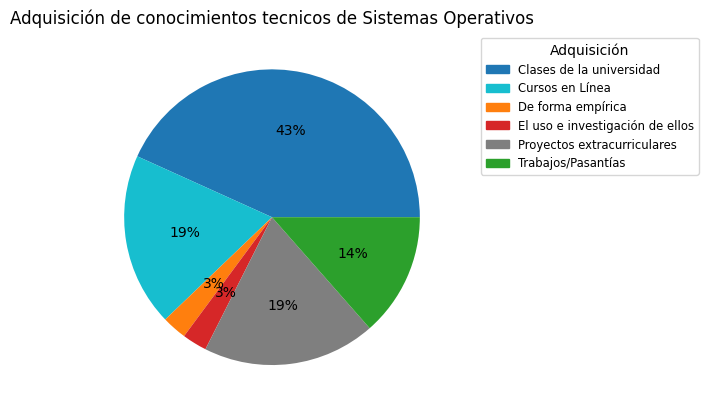 Adquisición de conocimientos tecnicos de Sistemas Operativos
Adquisición
Clases de la universidad
Cursos en Línea
De forma empírica
El uso e investigación de ellos
Proyectos extracurriculares
Trabajos/Pasantías
43%
19%
3%
3%
19%
14%